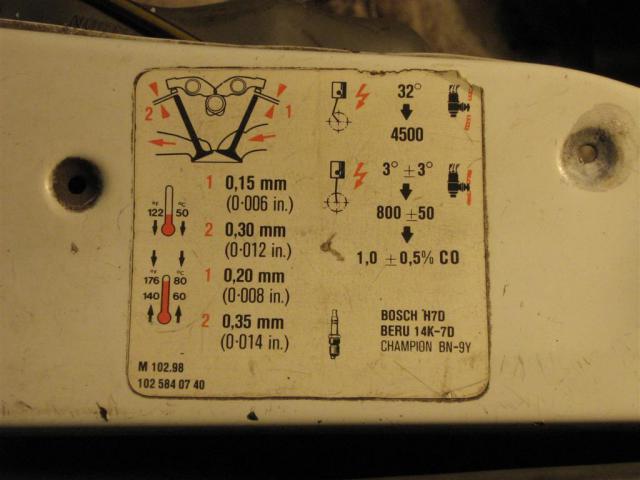 2
1
1 0,15 mm
(0·006 in.)
°F °C
122 50
2 0,30 mm
(0·012 in.)
°F °C
176 80
140 60
1 0,20 mm
(0·008 in.)
2 0,35 mm
(0·014 in.)
M 102.98
102 584 07 40
32°
4500
3° ±3°
800 ±50
1,0 ±0,5% CO
BOSCH H7D
BERU 14K-7D
CHAMPION BN-9Y